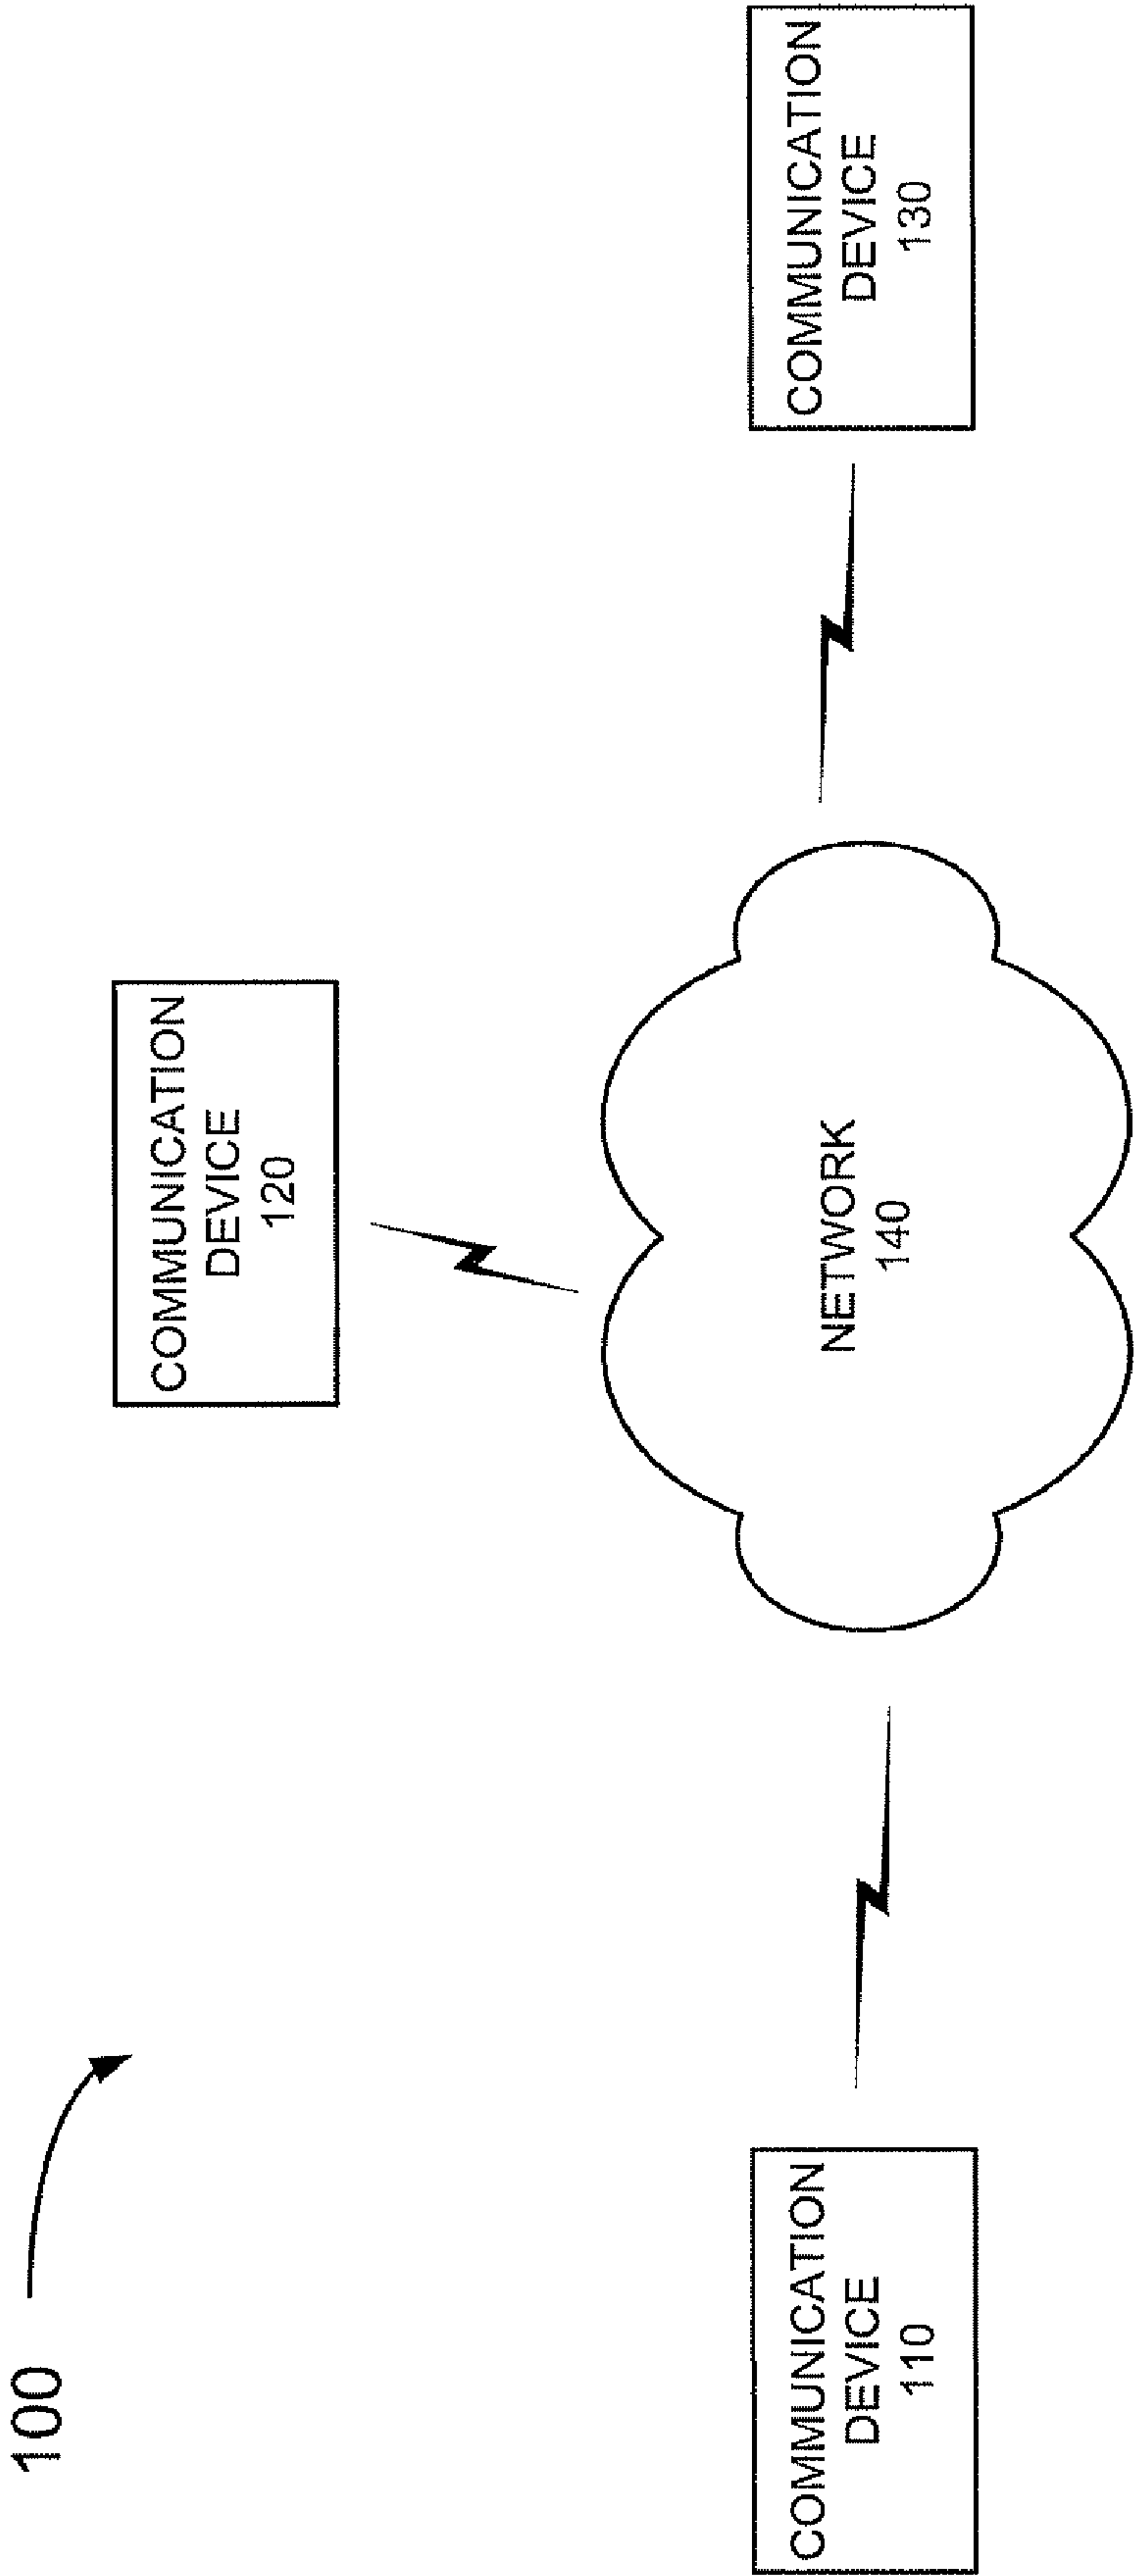 100
COMMUNICATION
DEVICE
120
COMMUNICATION
DEVICE
110
NETWORK
140
COMMUNICATION
DEVICE
130